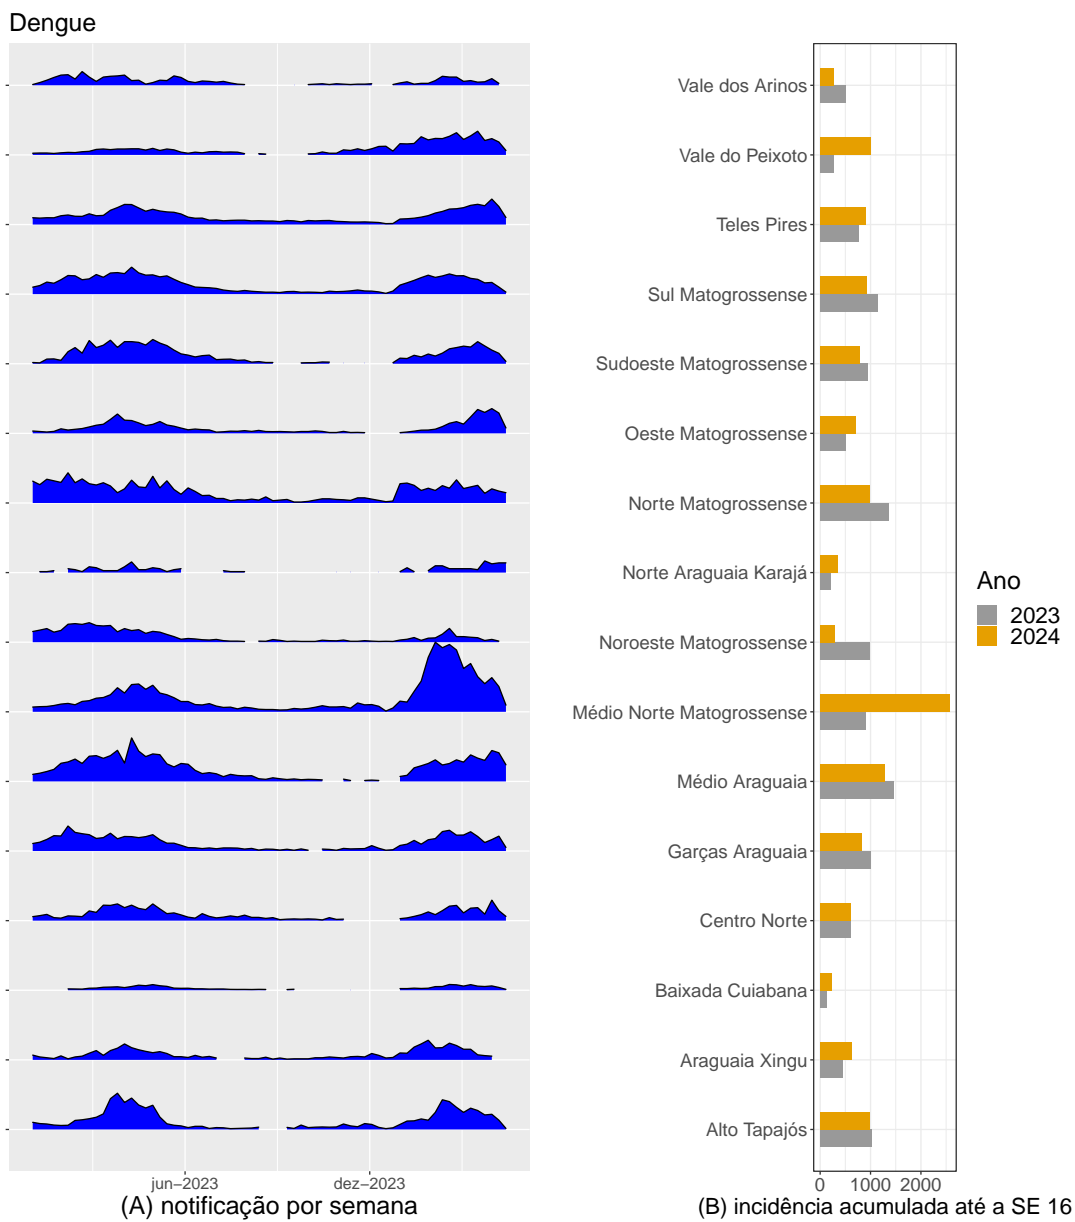 Dengue
Vale dos Arinos
Vale do Peixoto
Teles Pires
Sul Matogrossense
Sudoeste Matogrossense
Oeste Matogrossense
Norte Matogrossense
Norte Araguaia Karajá
Noroeste Matogrossense
Médio Norte Matogrossense
Médio Araguaia
Garças Araguaia
Centro Norte
Baixada Cuiabana
Araguaia Xingu
Alto Tapajós
Ano
2023
2024
jun−2023 dez−2023
0 1000 2000
(A) notificação por semana
(B) incidência acumulada até a SE 16